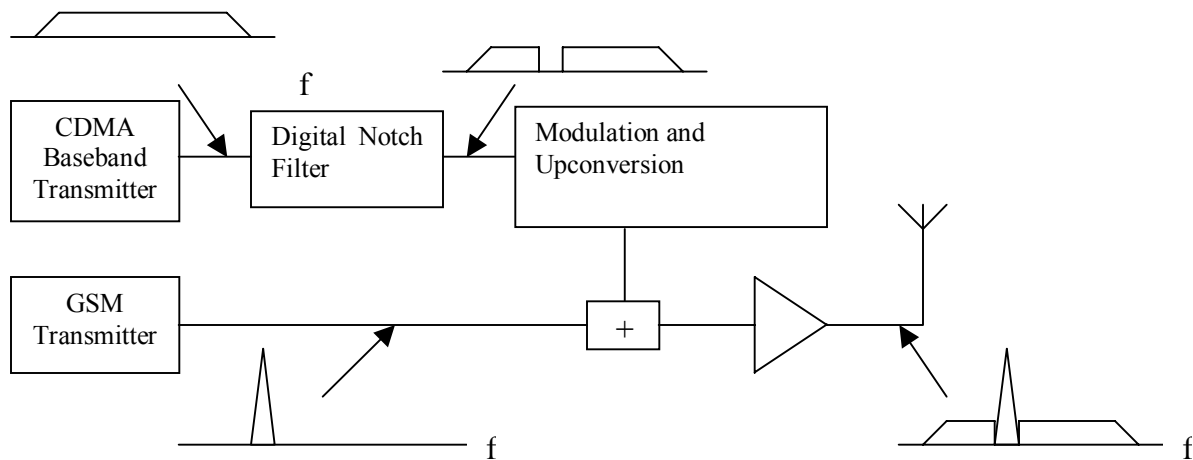 f
CDMA
Baseband
Transmitter
Digital Notch
Filter
Modulation and
Upconversion
GSM
Transmitter
+
f
f